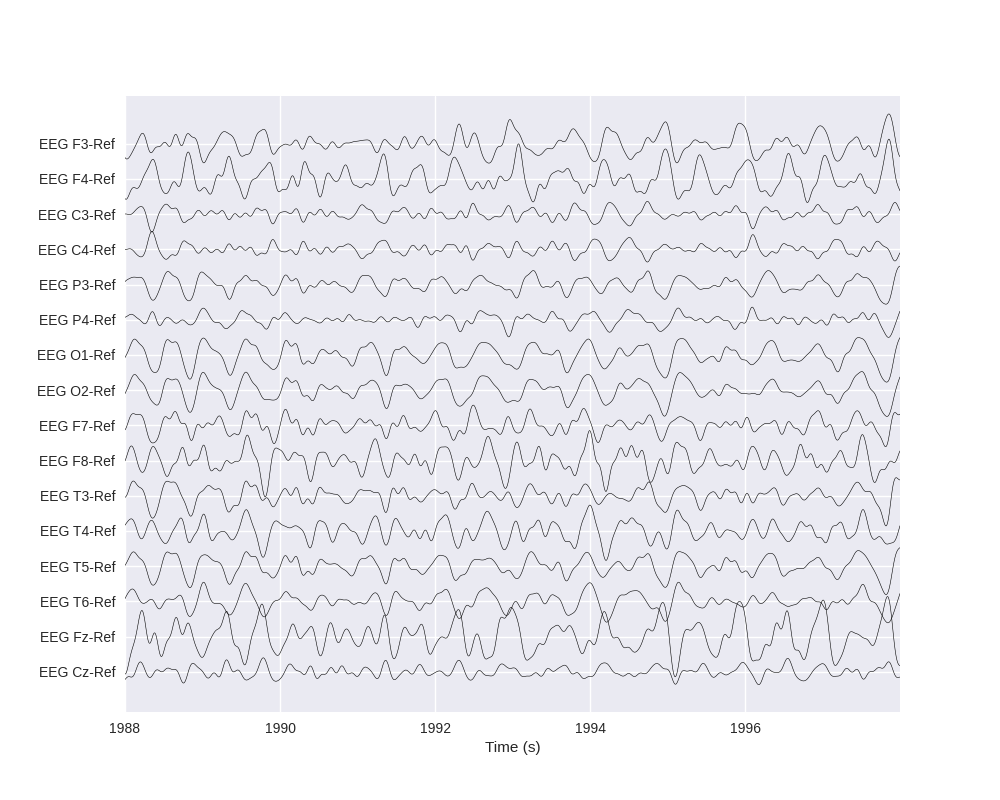 EEG F3-Ref
EEG F4-Ref
EEG C3-Ref
EEG C4-Ref
EEG P3-Ref
EEG P4-Ref
EEG O1-Ref
EEG O2-Ref
EEG F7-Ref
EEG F8-Ref
EEG T3-Ref
EEG T4-Ref
EEG T5-Ref
EEG T6-Ref
EEG Fz-Ref
EEG Cz-Ref
1988 1990 1992 1994 1996
Time (s)